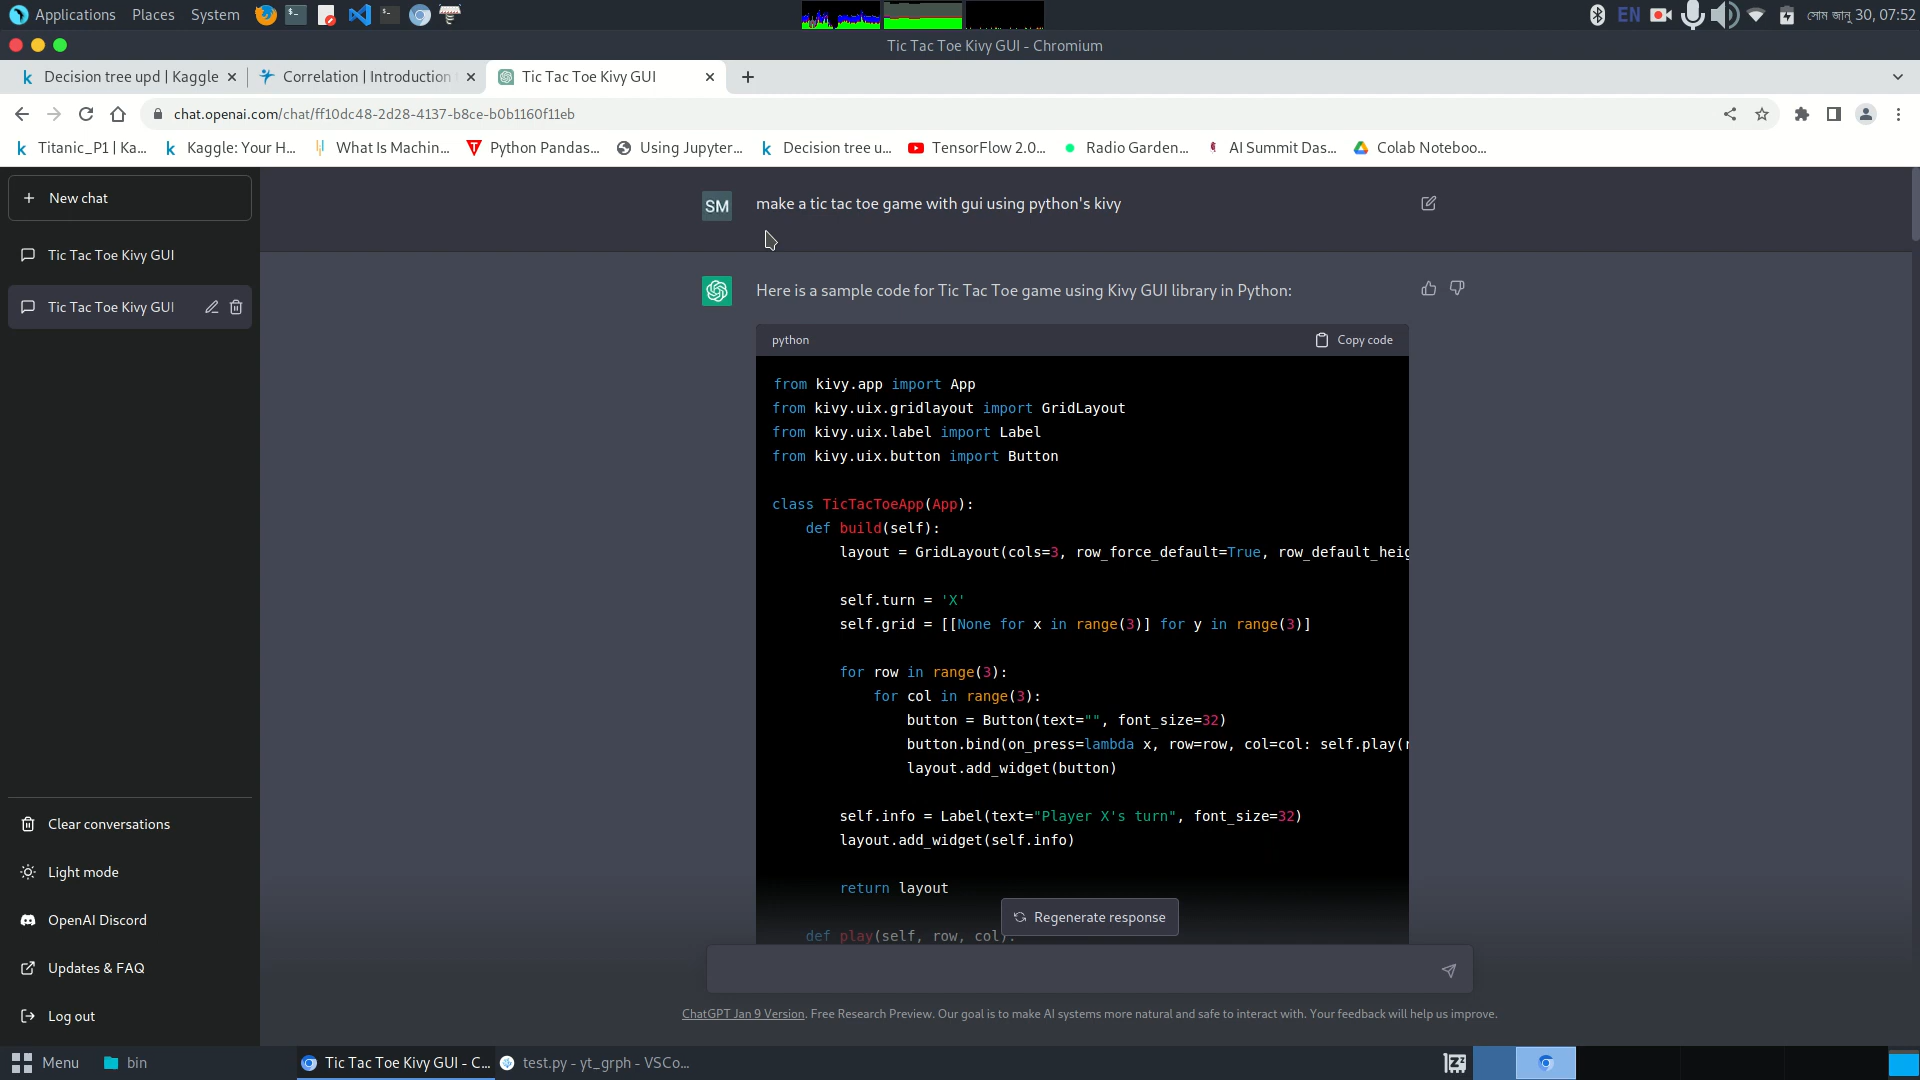 Applications Places System
EN সোম জানু 30, 07:52
Tic Tac Toe Kivy GUI - Chromium
Decision tree upd | Kaggle
Correlation | Introduction
Tic Tac Toe Kivy GUI
chat.openai.com/chat/ff10dc48-2d28-4137-b8ce-b0b1160f11eb
Titanic_P1 | Ka...
Kaggle: Your H...
What Is Machin...
Python Pandas...
Using Jupyter...
Decision tree u...
TensorFlow 2.0...
Radio Garden...
AI Summit Das...
Colab Noteboo...
New chat
Tic Tac Toe Kivy GUI
Tic Tac Toe Kivy GUI
Clear conversations
Light mode
OpenAI Discord
Updates & FAQ
Log out
SM make a tic tac toe game with gui using python's kivy
Here is a sample code for Tic Tac Toe game using Kivy GUI library in Python:
python Copy code
from kivy.app import App
from kivy.uix.gridlayout import GridLayout
from kivy.uix.label import Label
from kivy.uix.button import Button
class TicTacToeApp(App):
def build(self):
layout = GridLayout(cols=3, row_force_default=True, row_default_heig
self.turn = 'X'
self.grid = [[None for x in range(3)] for y in range(3)]
for row in range(3):
for col in range(3):
button = Button(text="", font_size=32)
button.bind(on_press=lambda x, row=row, col=col: self.play(r
layout.add_widget(button)
self.info = Label(text="Player X's turn", font_size=32)
layout.add_widget(self.info)
return layout
Regenerate response
def play(self, row, col):
ChatGPT Jan 9 Version. Free Research Preview. Our goal is to make AI systems more natural and safe to interact with. Your feedback will help us improve.
Menu
bin
Tic Tac Toe Kivy GUI - C...
test.py - yt_grph - VSCo...